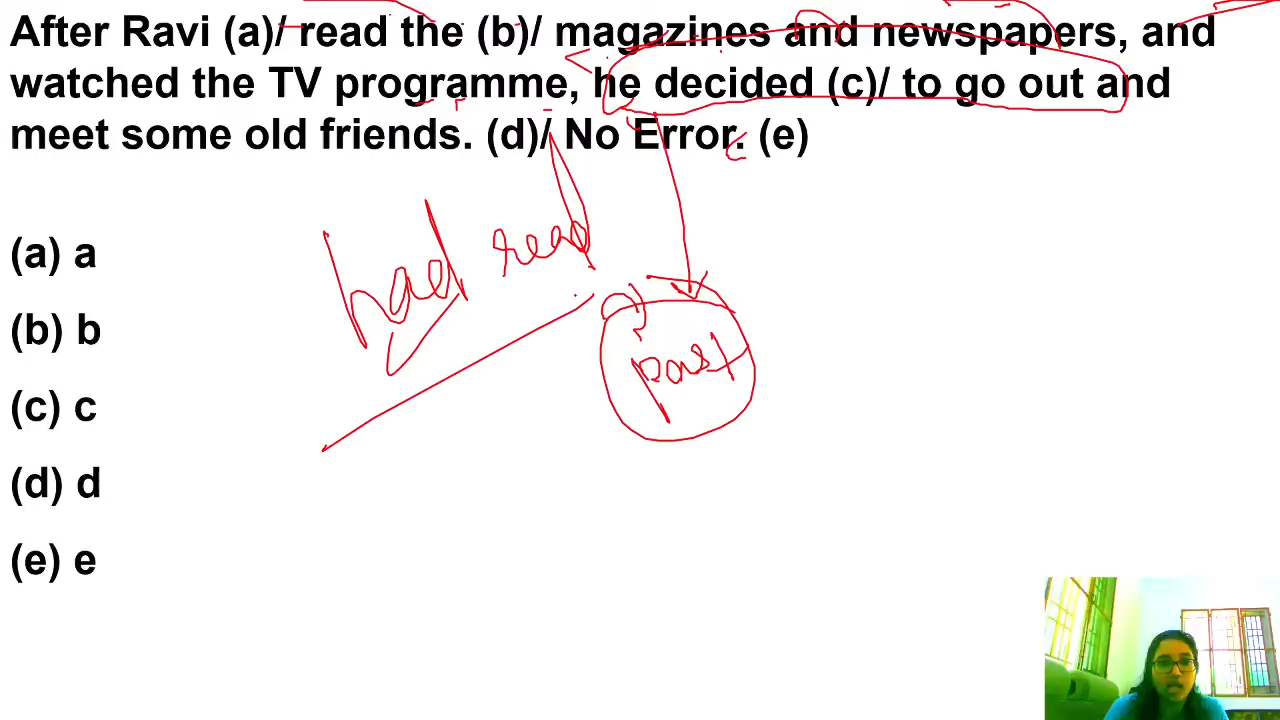 After Ravi (a)/ read the (b)/ magazines and newspapers, and
watched the TV programme, he decided (c)/ to go out and
meet some old friends. (d)/ No Error. (e)
had read
past
(a) a
(b) b
(c) c
(d) d
(e) e